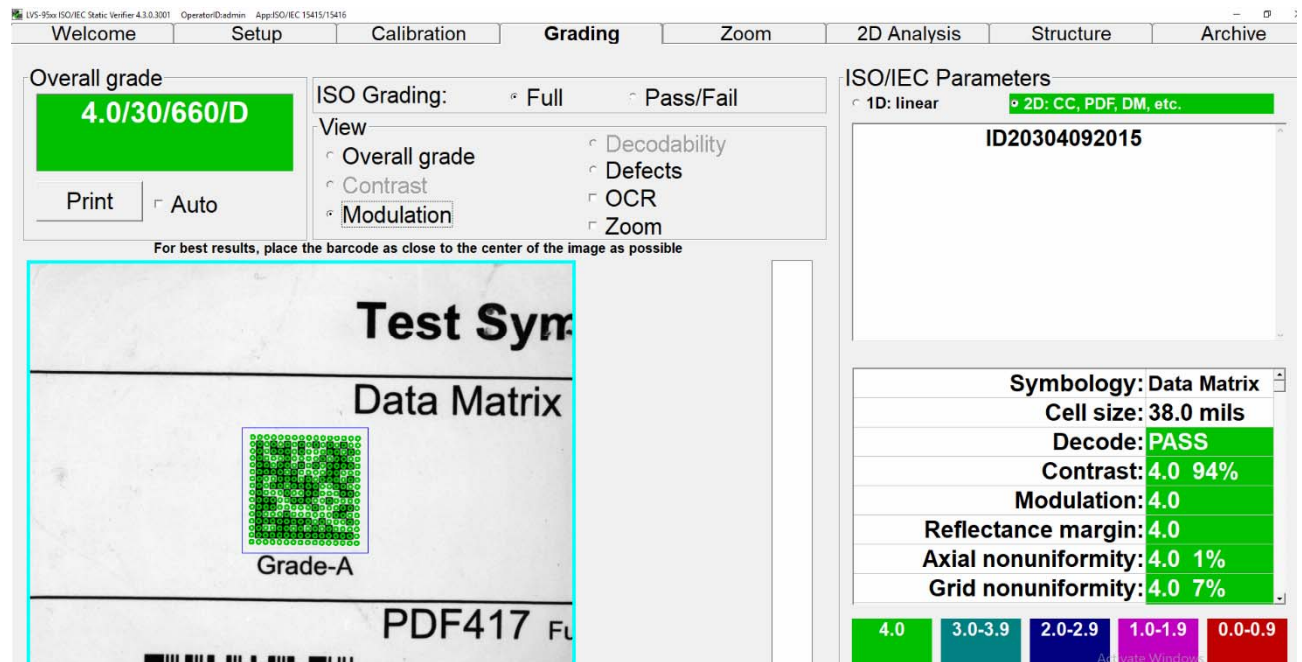 LVS-95xx ISO/IEC Static Verifier 4.3.0.3001 OperatorID:admin App:ISO/IEC 15415/15416
Welcome Setup Calibration Grading Zoom 2D Analysis Structure Archive
Overall grade
4.0/30/660/D
Print
Auto
ISO Grading: Full Pass/Fail
View
Overall grade
Contrast
Modulation
Decodability
Defects
OCR
Zoom
For best results, place the barcode as close to the center of the image as possible
Test Sym
Data Matrix
Grade-A
PDF417 Fu
ISO/IEC Parameters
1D: linear 2D: CC, PDF, DM, etc.
ID20304092015
Symbology: Data Matrix
Cell size: 38.0 mils
Decode: PASS
Contrast: 4.0 94%
Modulation: 4.0
Reflectance margin: 4.0
Axial nonuniformity: 4.0 1%
Grid nonuniformity: 4.0 7%
4.0 3.0-3.9 2.0-2.9 1.0-1.9 0.0-0.9
Activate Windows